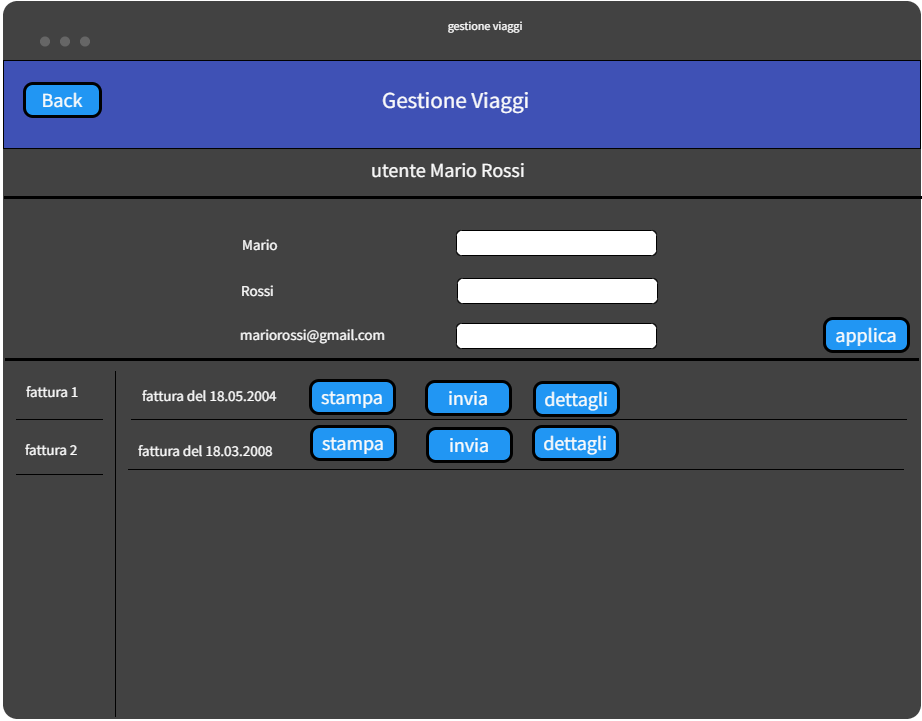 gestione viaggi
Back
Gestione Viaggi
utente Mario Rossi
Mario
Rossi
mariorossi@gmail.com
applica
fattura 1
fattura del 18.05.2004 stampa invia dettagli
fattura 2
fattura del 18.03.2008 stampa invia dettagli